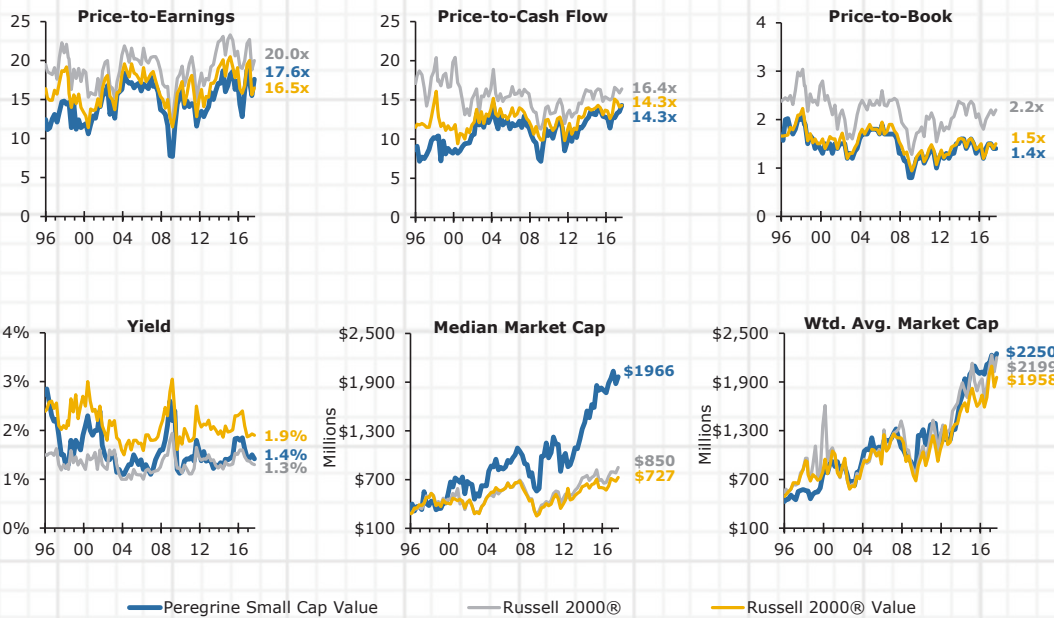 Price-to-Earnings
25
20
15
10
5
0
96 00 04 08 12 16
20.0x
17.6x
16.5x
Price-to-Cash Flow
25
20
15
10
5
0
96 00 04 08 12 16
16.4x
14.3x
14.3x
Price-to-Book
4
3
2
1
0
96 00 04 08 12 16
2.2x
1.5x
1.4x
Yield
4%
3%
2%
1%
0%
96 00 04 08 12 16
1.9%
1.4%
1.3%
Median Market Cap
Millions
$2,500
$1,900
$1,300
$700
$100
96 00 04 08 12 16
$1966
$850
$727
Wtd. Avg. Market Cap
Millions
$2,500
$1,900
$1,300
$700
$100
96 00 04 08 12 16
$2250
$2199
$1958
Peregrine Small Cap Value Russell 2000® Russell 2000® Value